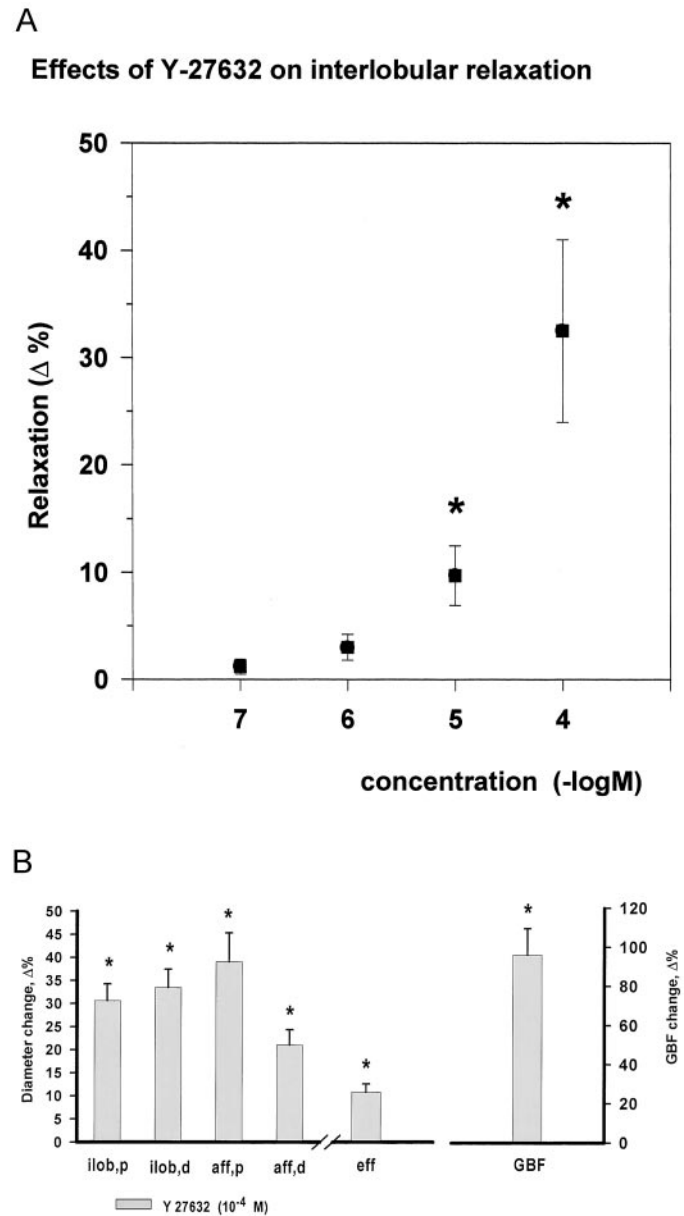 A
Effects of Y-27632 on interlobular relaxation
50
40
30
20
10
0
Relaxation (Δ %)
*
*
7 6 5 4
concentration (-logM)
B
Diameter change, Δ%
50
45
40
35
30
25
20
15
10
5
0
* * * * * *
120
100
80
60
40
20
0
GBF change, Δ%
ilob,p ilob,d aff,p aff,d eff GBF
Y 27632 (10⁻⁴ M)